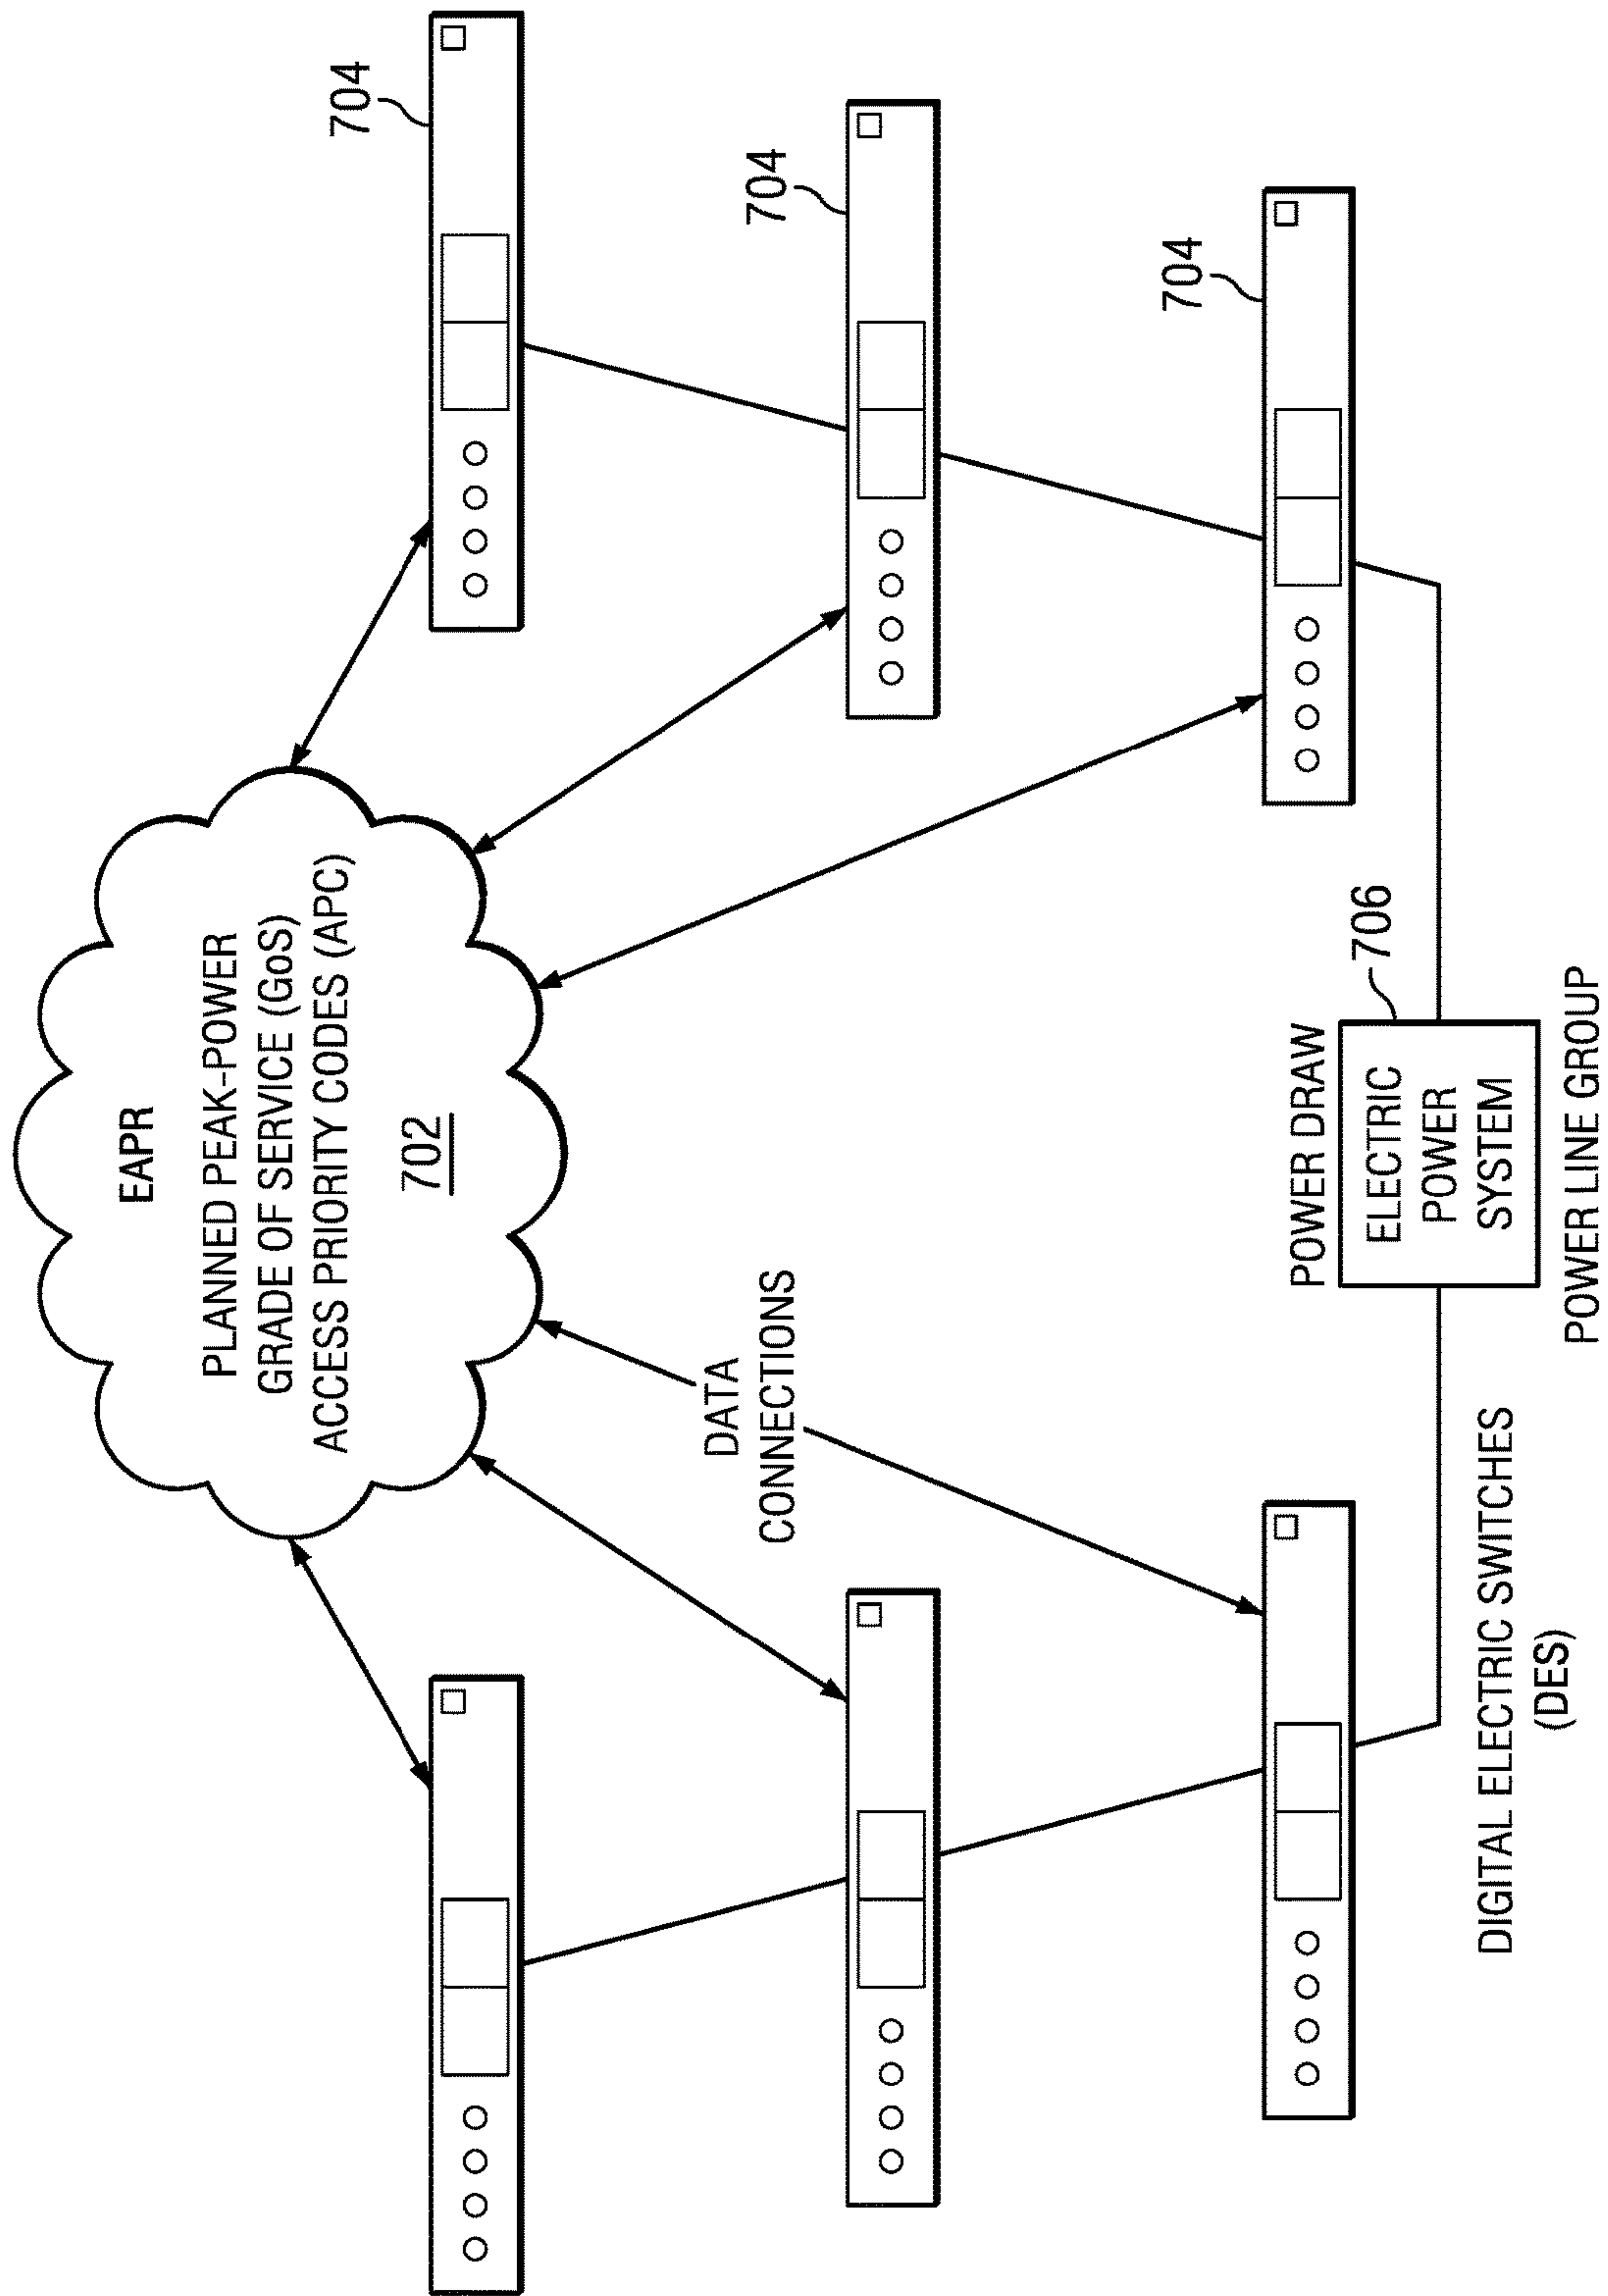 EAPR
PLANNED PEAK-POWER
GRADE OF SERVICE (GoS)
ACCESS PRIORITY CODES (APC)
702
704
704
704
DATA
CONNECTIONS
POWER DRAW
706
ELECTRIC
POWER
SYSTEM
POWER LINE GROUP
DIGITAL ELECTRIC SWITCHES
(DES)